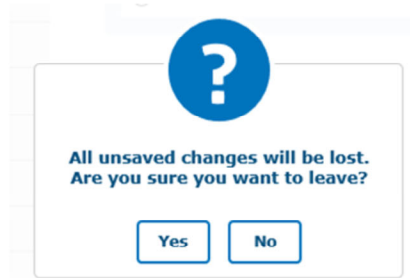 ?
All unsaved changes will be lost.
Are you sure you want to leave?
Yes
No